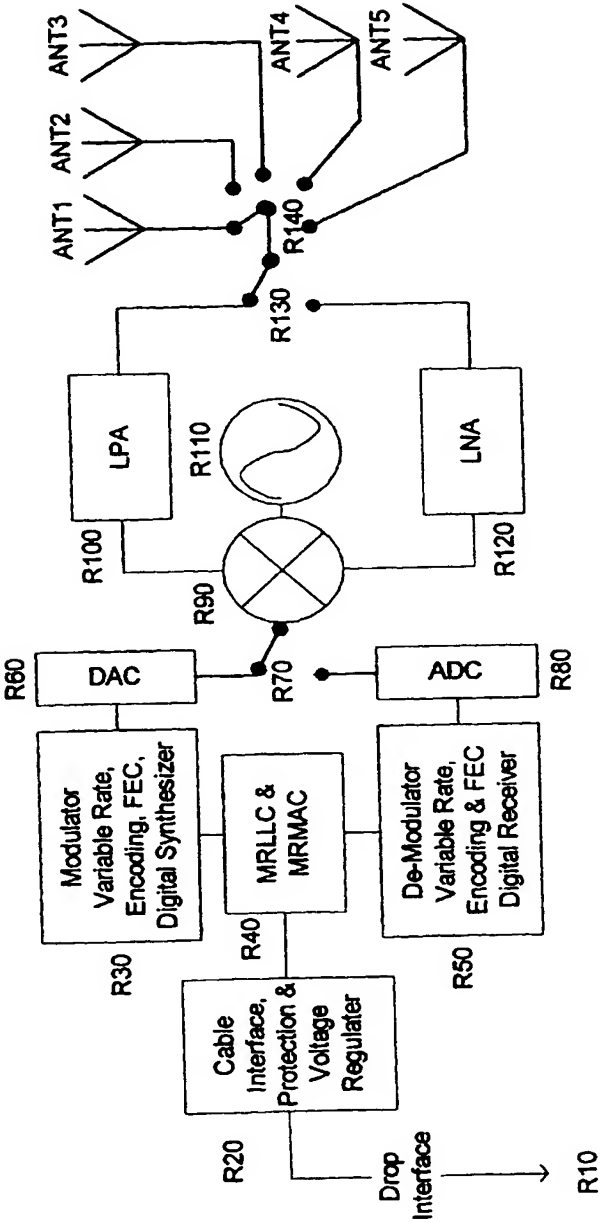 Drop
Interface
R10
R20
Cable
Interface,
Protection &
Voltage
Regulater
R30
Modulator
Variable Rate,
Encoding, FEC,
Digital Synthesizer
R40
MRLLC &
MRMAC
R50
De-Modulator
Variable Rate,
Encoding & FEC
Digital Receiver
R60
DAC
R70
R80
ADC
R90
R100
LPA
R110
R120
LNA
R130
R140
ANT1
ANT2
ANT3
ANT4
ANT5